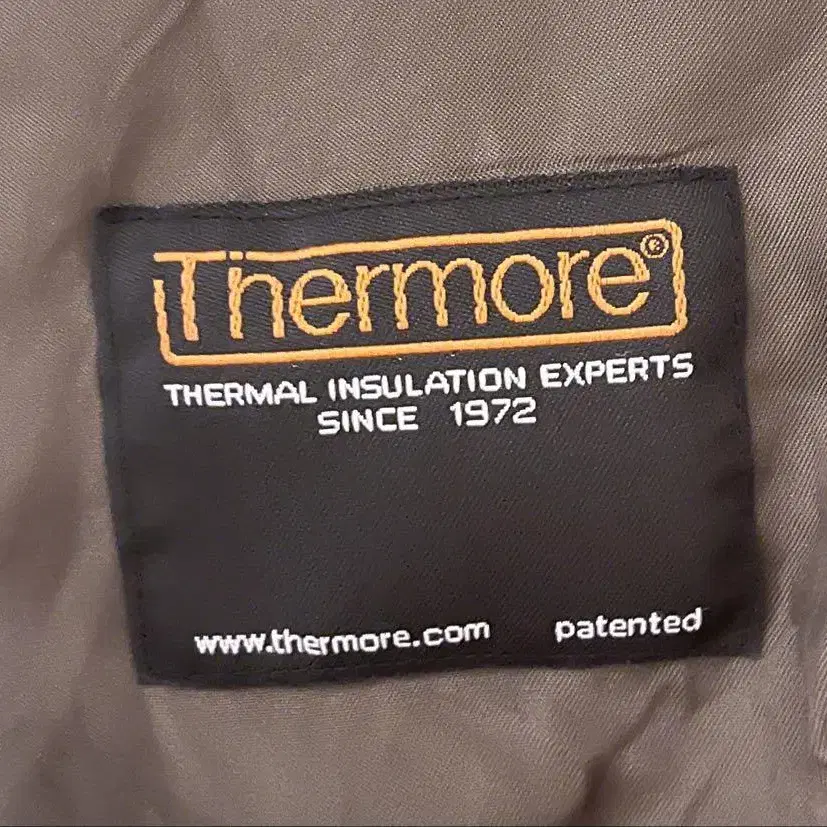 Thermore®
THERMAL INSULATION EXPERTS
SINCE 1972
www.thermore.com patented